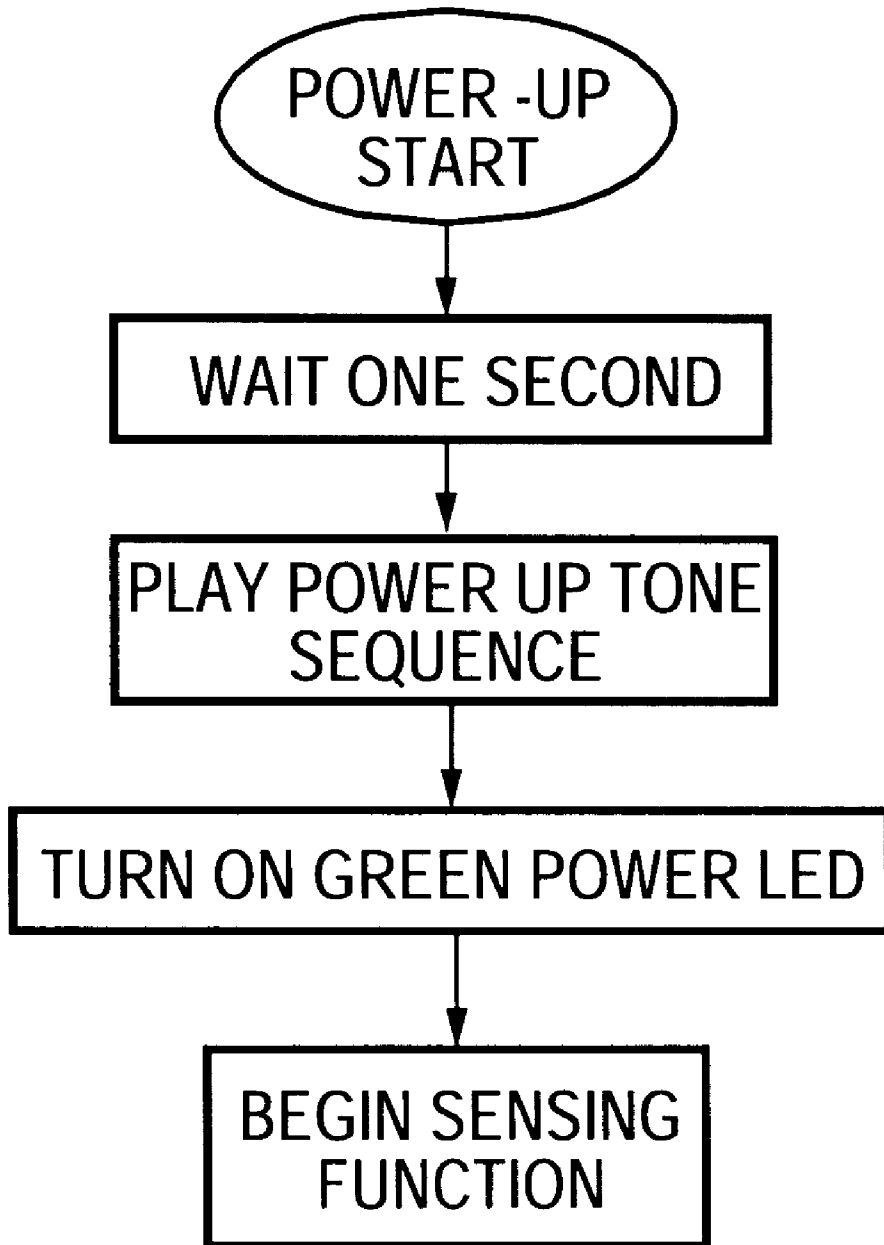 POWER -UP
START
WAIT ONE SECOND
PLAY POWER UP TONE
SEQUENCE
TURN ON GREEN POWER LED
BEGIN SENSING
FUNCTION